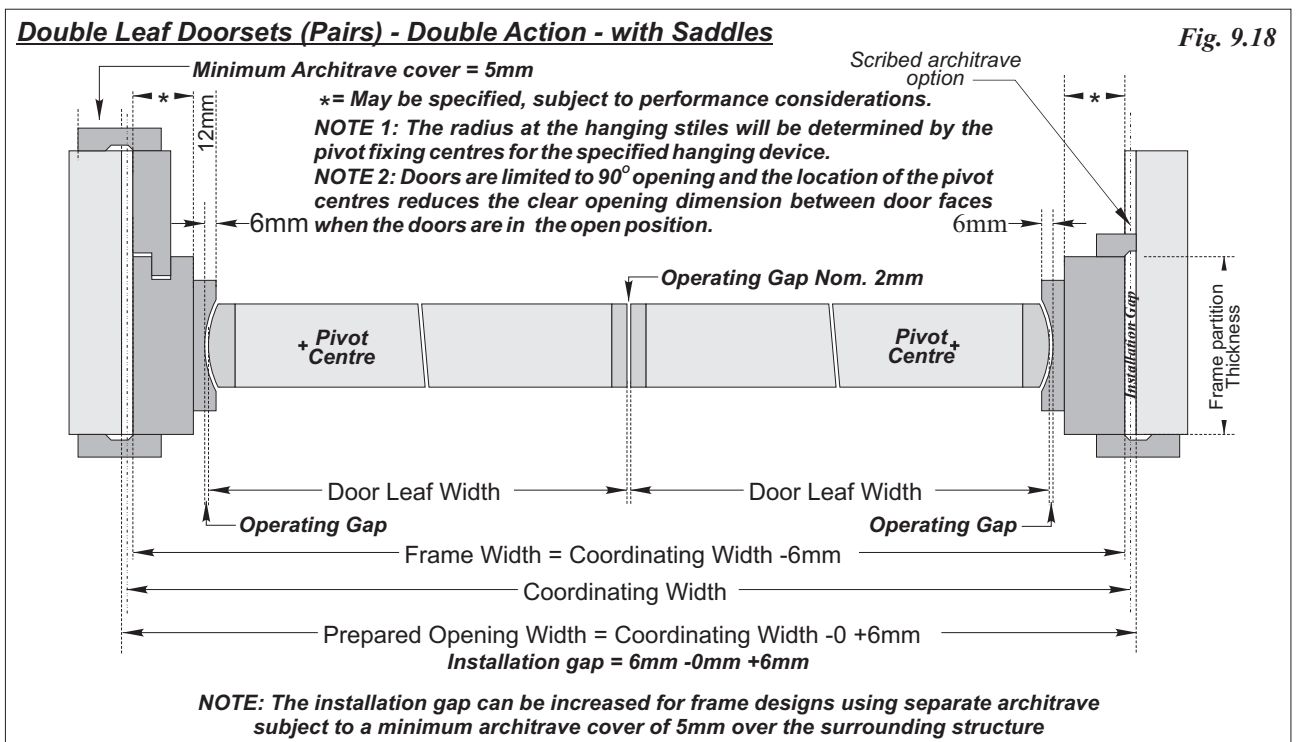 Double Leaf Doorsets (Pairs) - Double Action - with Saddles
Fig. 9.18
Minimum Architrave cover = 5mm
Scribed architrave
option
*
*
12mm
*= May be specified, subject to performance considerations.
NOTE 1: The radius at the hanging stiles will be determined by the
pivot fixing centres for the specified hanging device.
NOTE 2: Doors are limited to 90° opening and the location of the pivot
centres reduces the clear opening dimension between door faces
when the doors are in the open position.
6mm
6mm
Operating Gap Nom. 2mm
+ Pivot
Centre
Pivot +
Centre
Installation Gap
Frame partition
Thickness
Door Leaf Width
Door Leaf Width
Operating Gap
Operating Gap
Frame Width = Coordinating Width -6mm
Coordinating Width
Prepared Opening Width = Coordinating Width -0 +6mm
Installation gap = 6mm -0mm +6mm
NOTE: The installation gap can be increased for frame designs using separate architrave
subject to a minimum architrave cover of 5mm over the surrounding structure